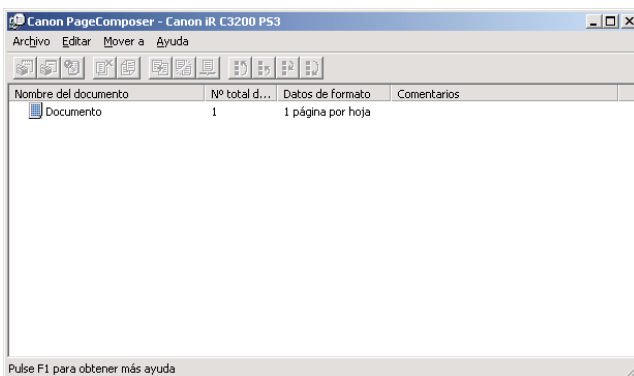 Canon PageComposer - Canon iR C3200 PS3
Archivo Editar Mover a Ayuda
Nombre del documento Nº total d... Datos de formato Comentarios
Documento 1 1 página por hoja
Pulse F1 para obtener más ayuda